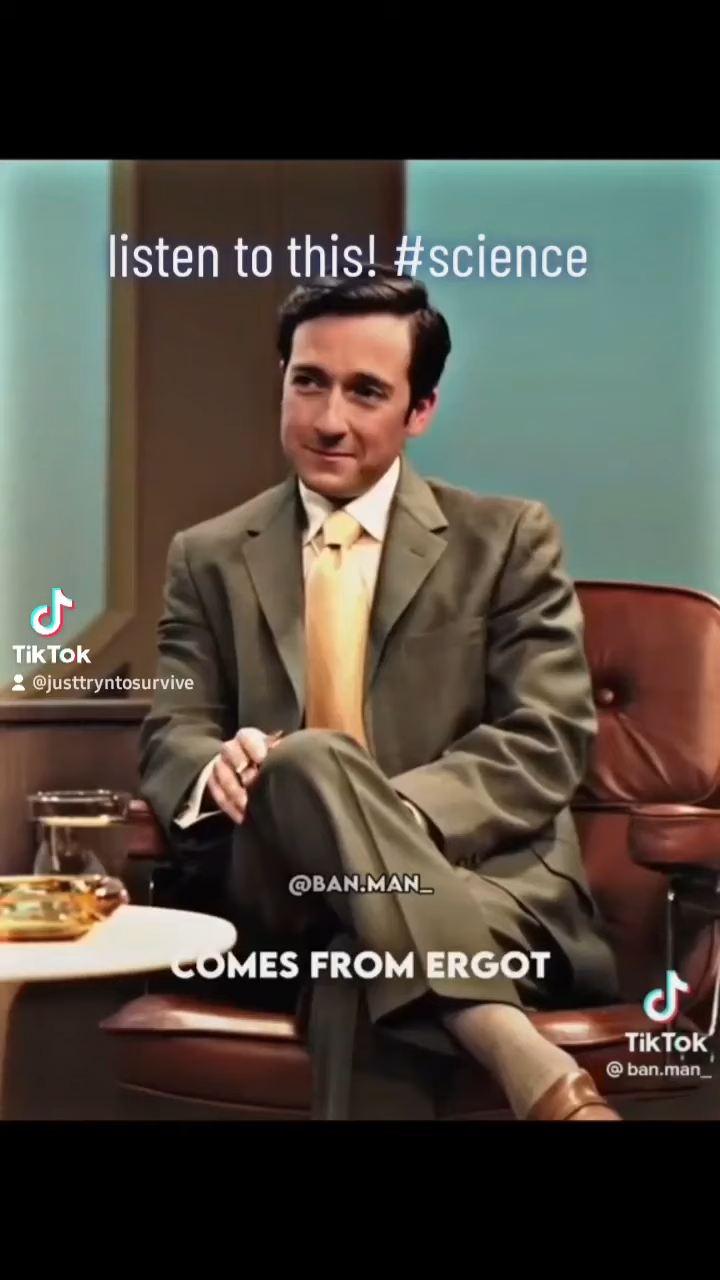 listen to this! #science
TikTok
@justtryntosurvive
@BAN.MAN_
COMES FROM ERGOT
TikTok
@ban.man_